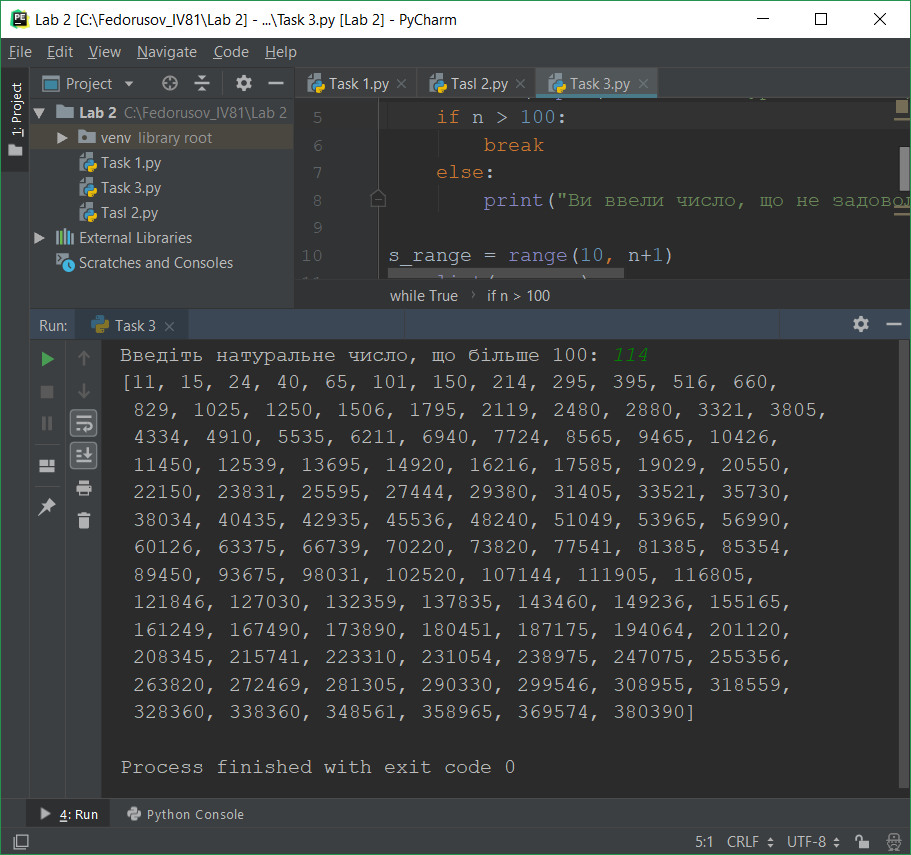 Lab 2 [C:\Fedorusov_IV81\Lab 2] - ...\Task 3.py [Lab 2] - PyCharm
File Edit View Navigate Code Help
1: Project
Project
Lab 2 C:\Fedorusov_IV81\Lab 2
venv library root
Task 1.py
Task 3.py
Tasl 2.py
External Libraries
Scratches and Consoles
Task 1.py Tasl 2.py Task 3.py
5 if n > 100:
6 break
7 else:
8 print("Ви ввели число, що не задовол
9
10 s_range = range(10, n+1)
while True if n > 100
Run: Task 3
Введіть натуральне число, що більше 100: 114
[11, 15, 24, 40, 65, 101, 150, 214, 295, 395, 516, 660,
829, 1025, 1250, 1506, 1795, 2119, 2480, 2880, 3321, 3805,
4334, 4910, 5535, 6211, 6940, 7724, 8565, 9465, 10426,
11450, 12539, 13695, 14920, 16216, 17585, 19029, 20550,
22150, 23831, 25595, 27444, 29380, 31405, 33521, 35730,
38034, 40435, 42935, 45536, 48240, 51049, 53965, 56990,
60126, 63375, 66739, 70220, 73820, 77541, 81385, 85354,
89450, 93675, 98031, 102520, 107144, 111905, 116805,
121846, 127030, 132359, 137835, 143460, 149236, 155165,
161249, 167490, 173890, 180451, 187175, 194064, 201120,
208345, 215741, 223310, 231054, 238975, 247075, 255356,
263820, 272469, 281305, 290330, 299546, 308955, 318559,
328360, 338360, 348561, 358965, 369574, 380390]
Process finished with exit code 0
4: Run Python Console
5:1 CRLF UTF-8